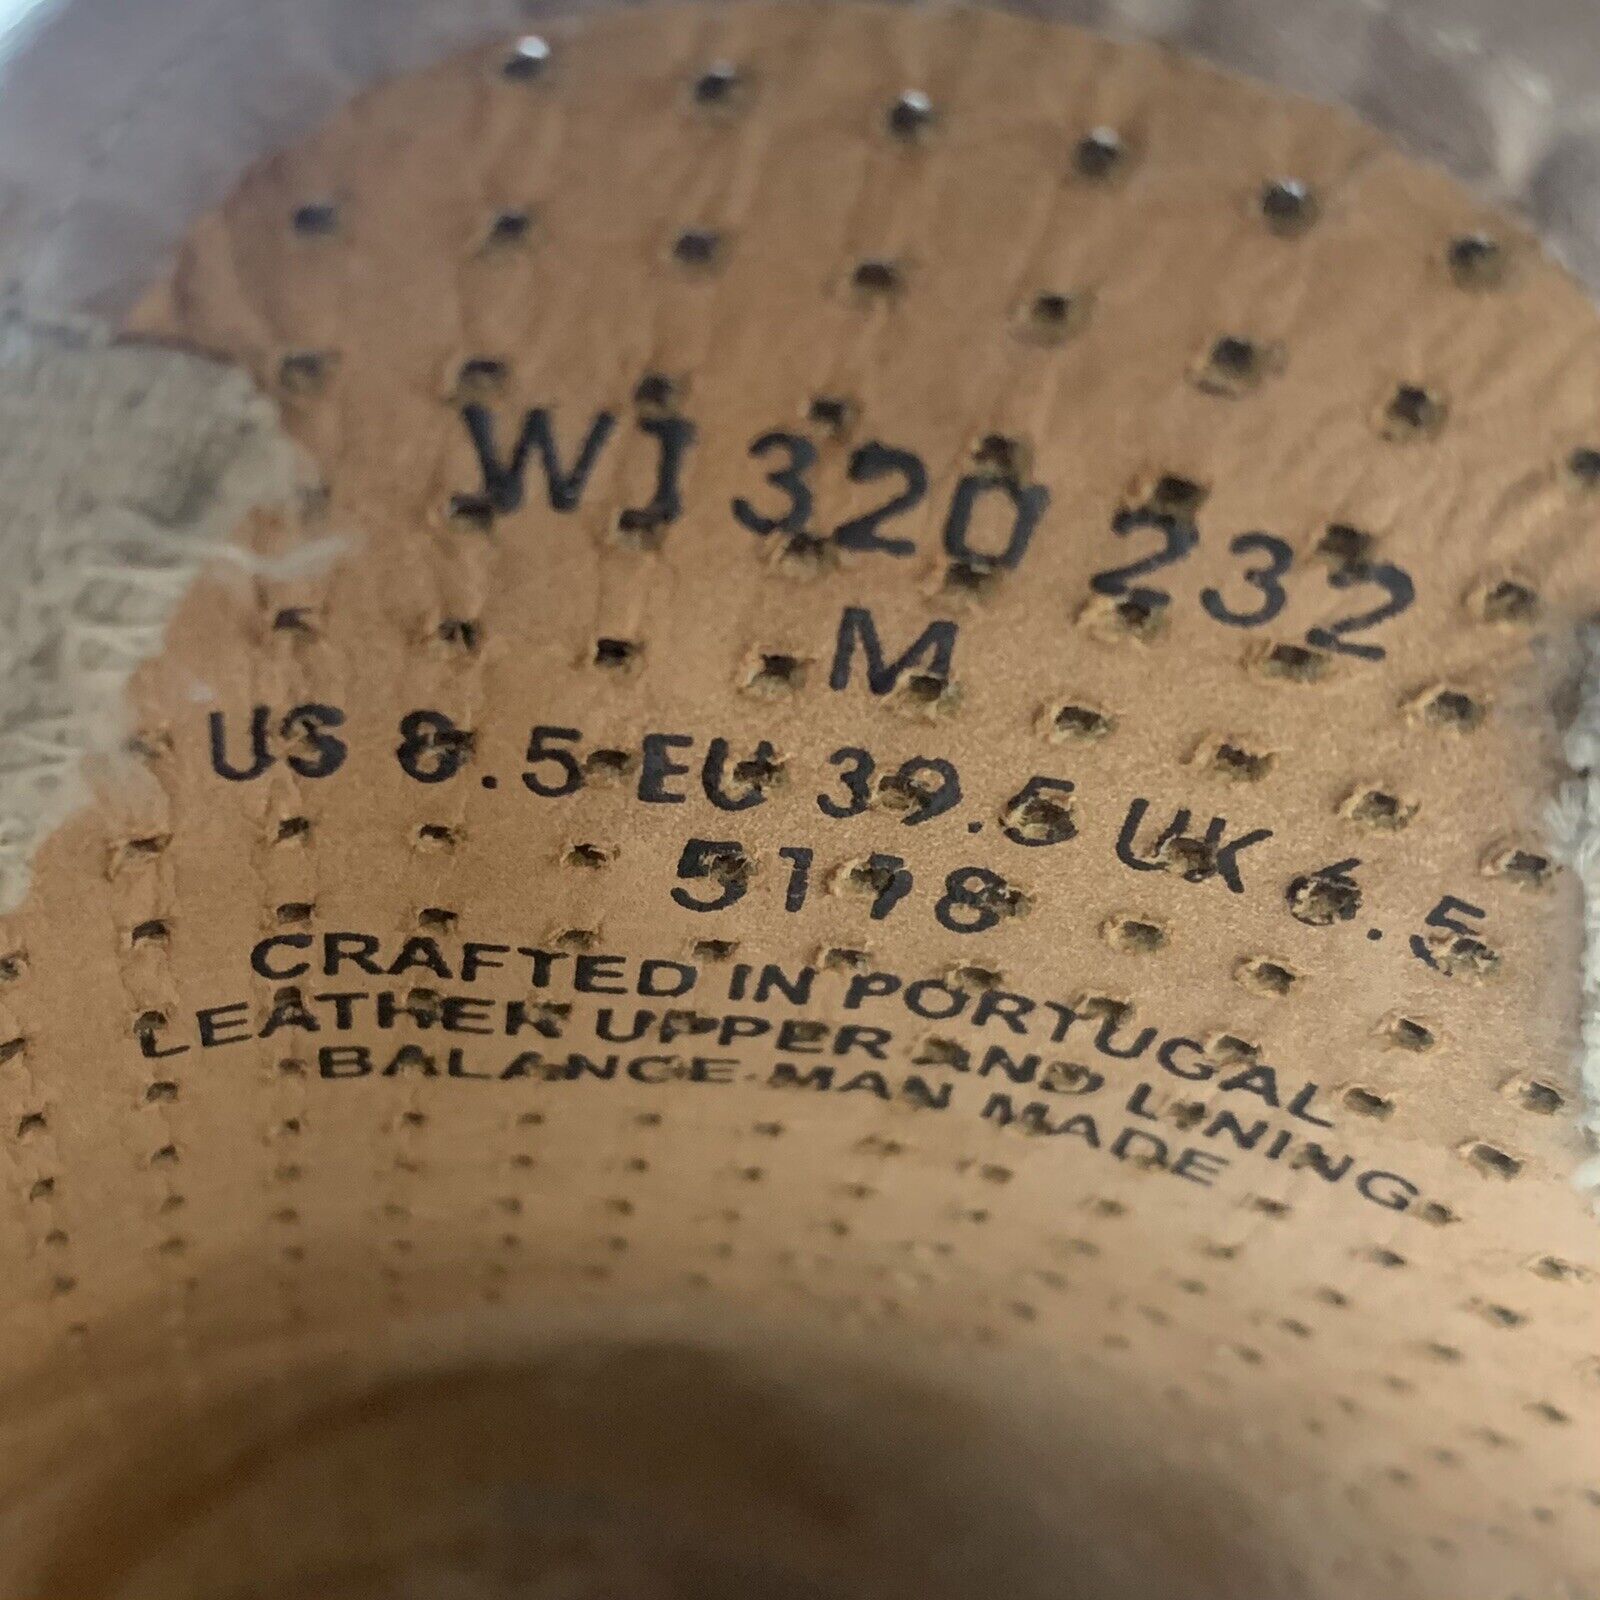 WI 320 232
M
US 8.5 EU 39.5 UK 6.5
5118
CRAFTED IN PORTUGAL
LEATHER UPPER AND LINING
BALANCE MAN MADE